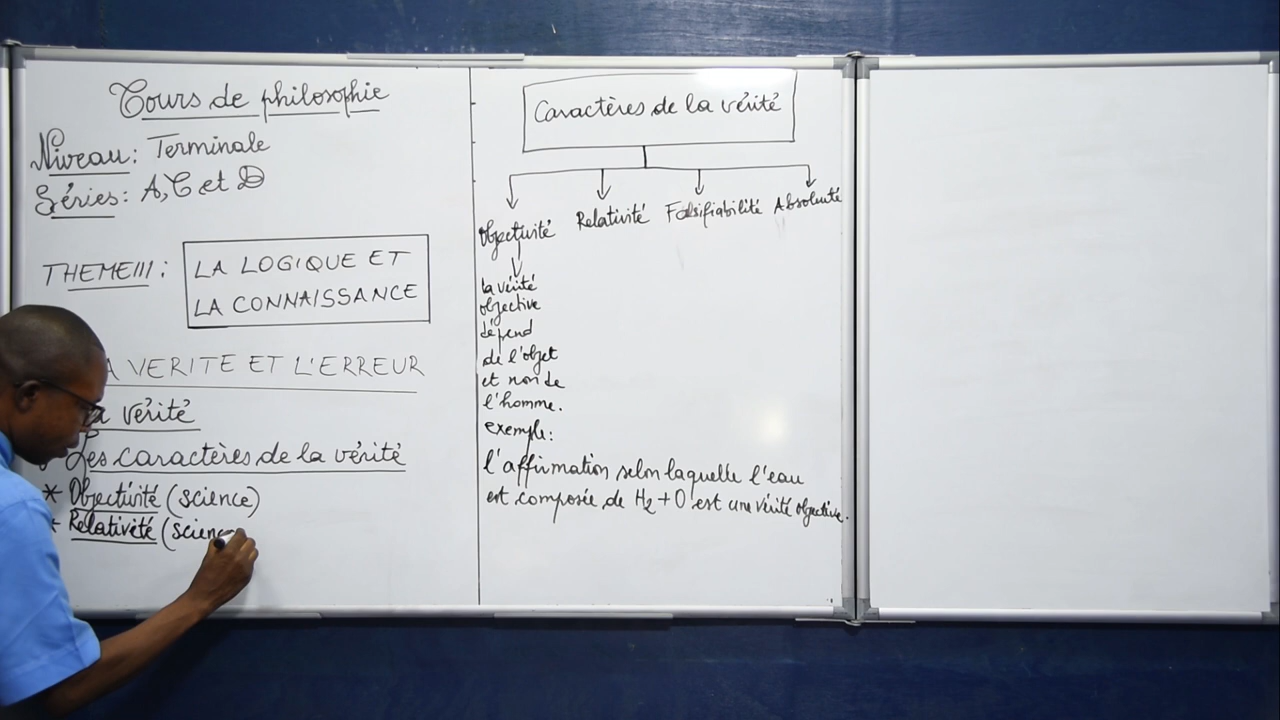 Cours de philosophie
Niveau: Terminale
Séries: A, C et D
THEME III: LA LOGIQUE ET
LA CONNAISSANCE
A VERITE ET L'ERREUR
vérité
Les caractères de la vérité
* Objectivité (science)
* Relativité (scienc
Caractères de la vérité
Objectivité Relativité Falsifiabilité Absoluité
la vérité
objective
dépend
de l'objet
et non de
l'homme.
exemple:
l'affirmation selon laquelle l'eau
est composée de H2+O est une vérité objective.